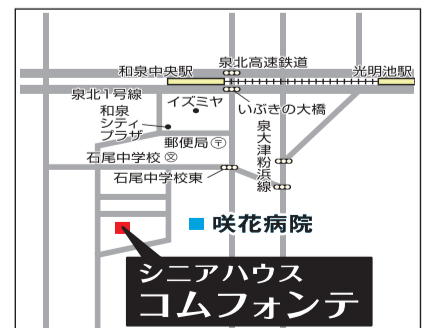 泉北高速鉄道
和泉中央駅
光明池駅
泉北1号線
イズミヤ
いぶきの大橋
和泉
シティ
プラザ
泉大津粉浜線
郵便局〒
石尾中学校
石尾中学校東
咲花病院
シニアハウス
コムフォンテ